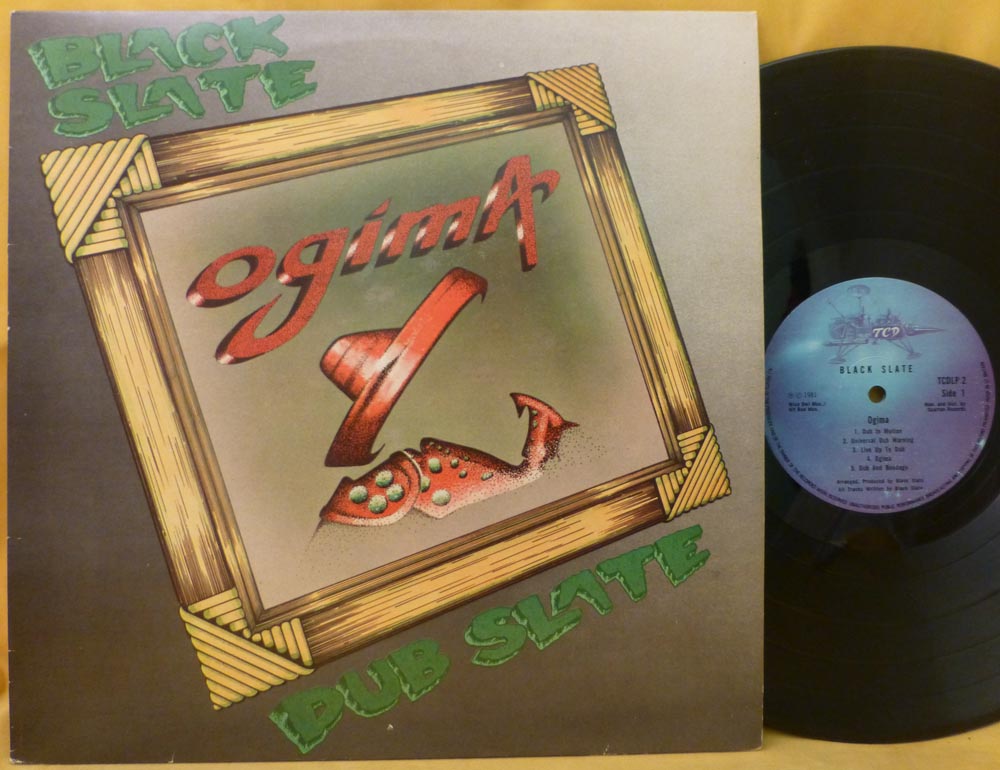 BLACK
SLATE
ogimA
DUB SLATE
TCD
BLACK SLATE
TCDLP 2
Side 1
℗ © 1981
Ogima
1. Dub In Motion
2. Universal Dub Warning
3. Live Up To Dub
4. Ogima
5. Dub And Bondage
Arranged, Produced by Black Slate
All Tracks Written by Black Slate